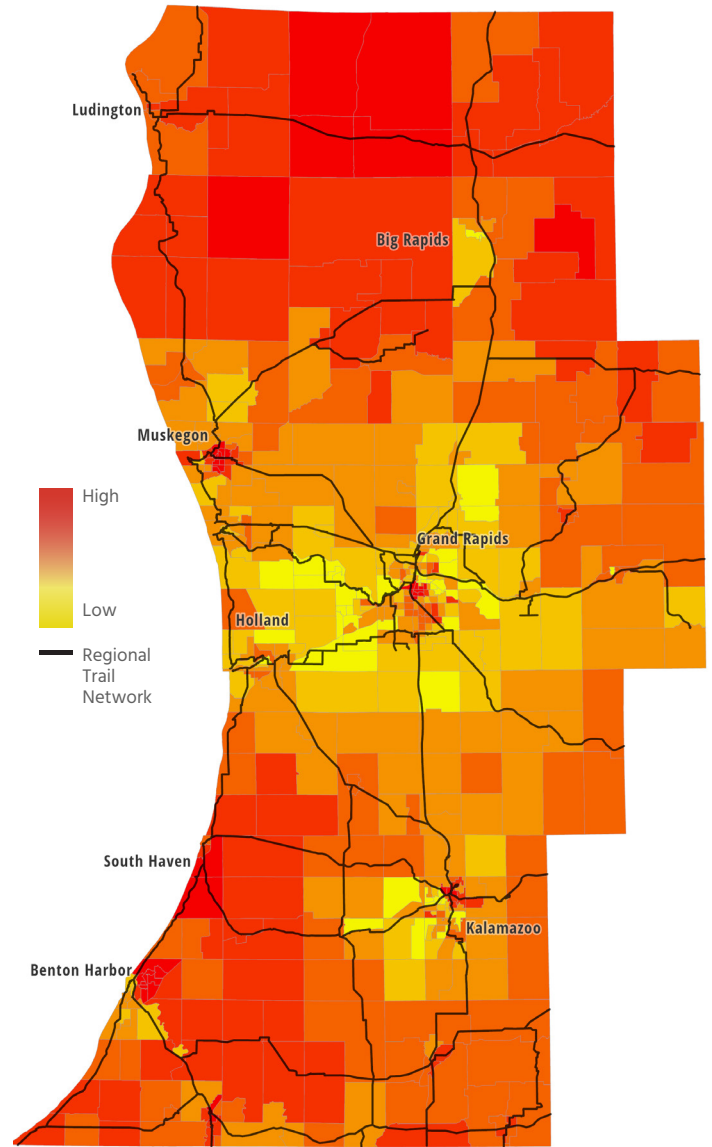 Ludington
Big Rapids
Muskegon
High
Grand Rapids
Low
Holland
Regional
Trail
Network
South Haven
Kalamazoo
Benton Harbor